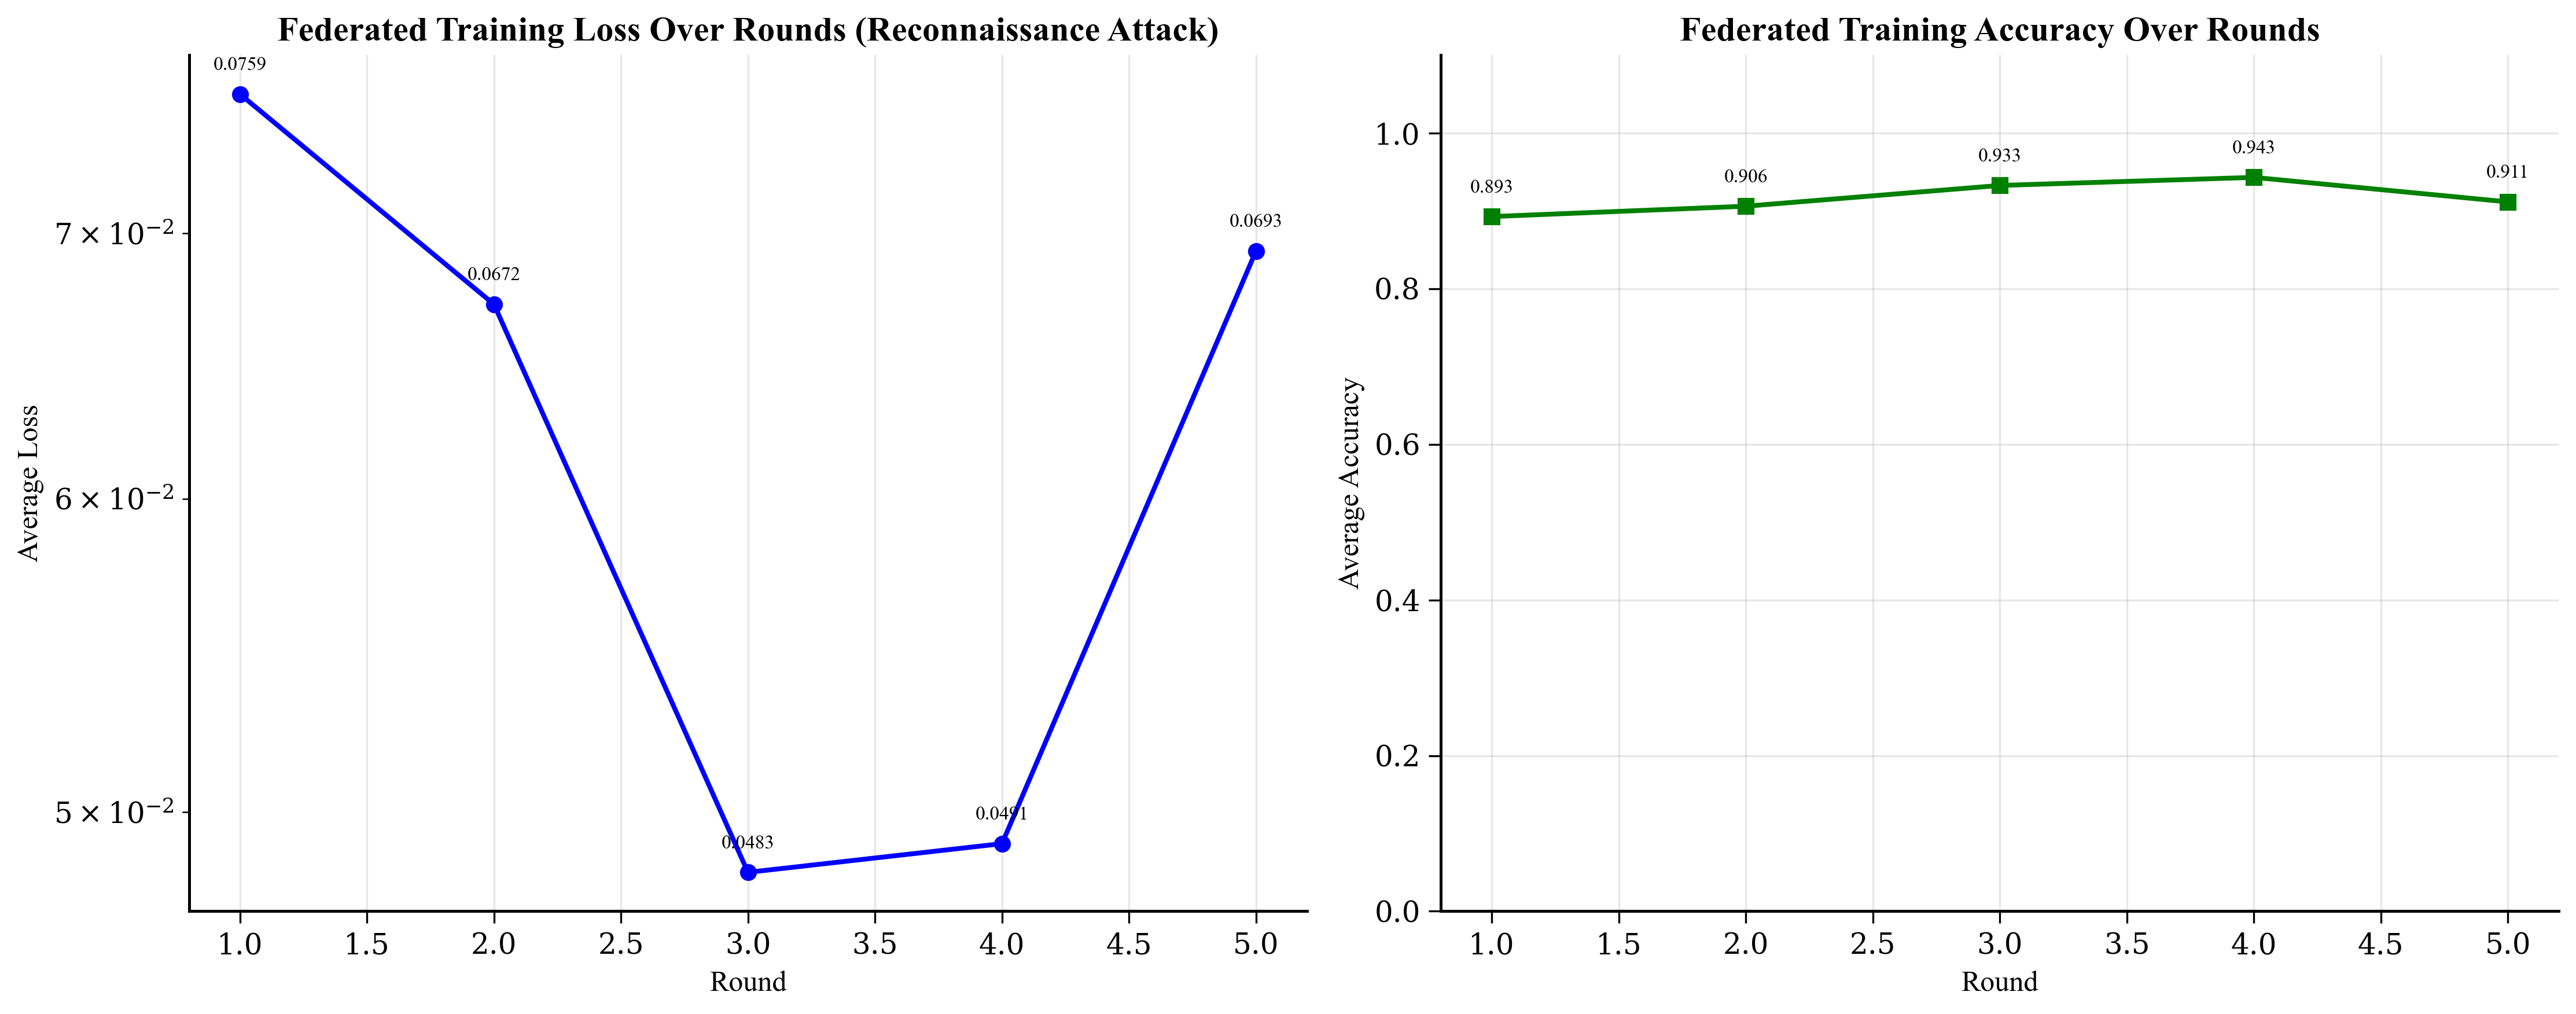 Federated Training Loss Over Rounds (Reconnaissance Attack)
0.0759
0.0672
0.0483
0.0491
0.0693
7 × 10⁻²
6 × 10⁻²
5 × 10⁻²
Average Loss
1.0 1.5 2.0 2.5 3.0 3.5 4.0 4.5 5.0
Round
Federated Training Accuracy Over Rounds
0.893
0.906
0.933
0.943
0.911
1.0
0.8
0.6
0.4
0.2
0.0
Average Accuracy
1.0 1.5 2.0 2.5 3.0 3.5 4.0 4.5 5.0
Round